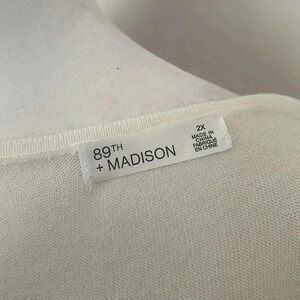 89TH
+ MADISON
2X
MADE IN
CHINA
FABRIQUÉ
EN CHINE